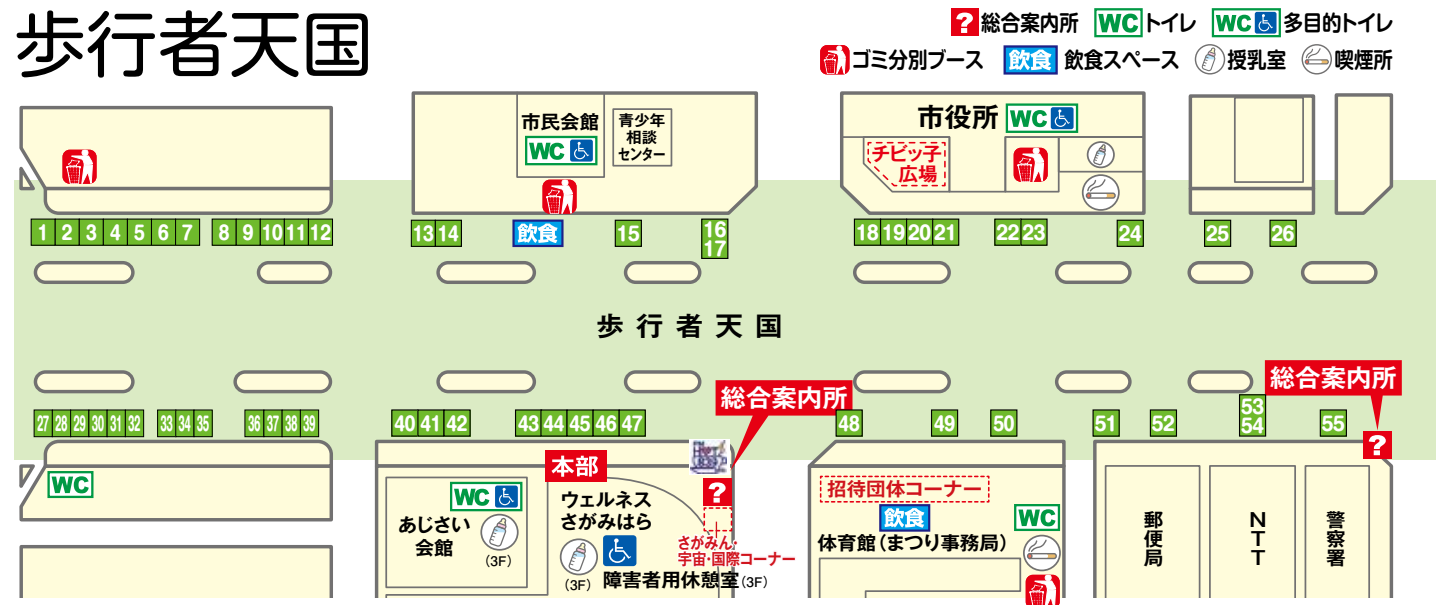 歩行者天国
? 総合案内所 WC トイレ WC 多目的トイレ
ゴミ分別ブース 飲食 飲食スペース 授乳室 喫煙所
市民会館
WC
青少年
相談
センター
市役所 WC
チビッ子
広場
1 2 3 4 5 6 7 8 9 10 11 12 13 14 飲食 15 16 18 19 20 21 22 23 24 25 26
17
歩行者天国
総合案内所
総合案内所
27 28 29 30 31 32 33 34 35 36 37 38 39 40 41 42 43 44 45 46 47 48 49 50 51 52 53 55
54
?
WC
本部
WC
あじさい
会館
(3F)
ウェルネス
さがみはら
(3F)
障害者用休憩室(3F)
?
さがみん・
宇宙・国際コーナー
招待団体コーナー
飲食
WC
体育館(まつり事務局)
郵便局
NTT
警察署